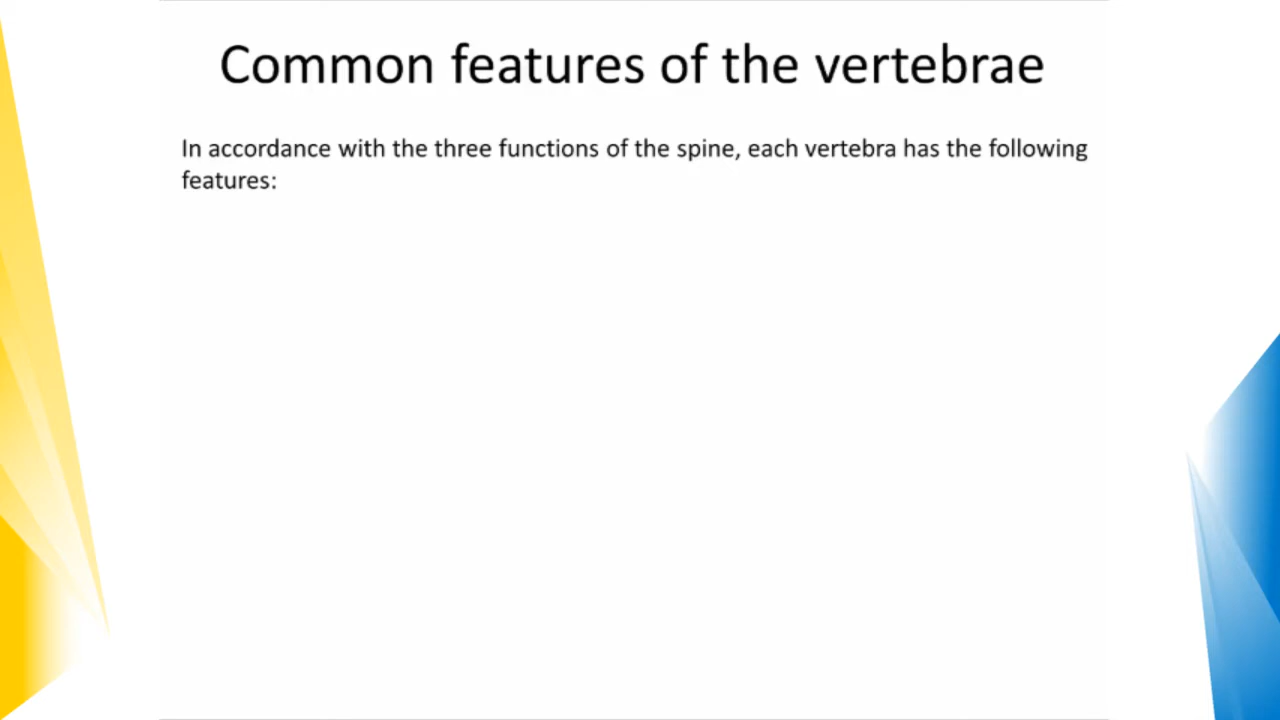 Common features of the vertebrae
In accordance with the three functions of the spine, each vertebra has the following
features: